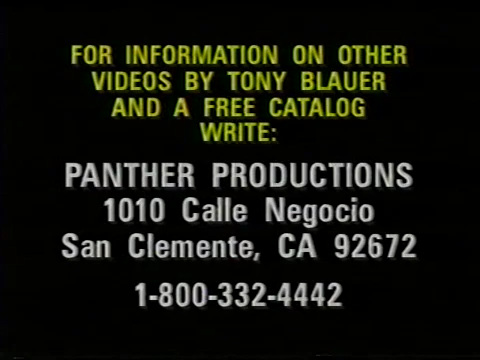 FOR INFORMATION ON OTHER
VIDEOS BY TONY BLAUER
AND A FREE CATALOG
WRITE:
PANTHER PRODUCTIONS
1010 Calle Negocio
San Clemente, CA 92672
1-800-332-4442